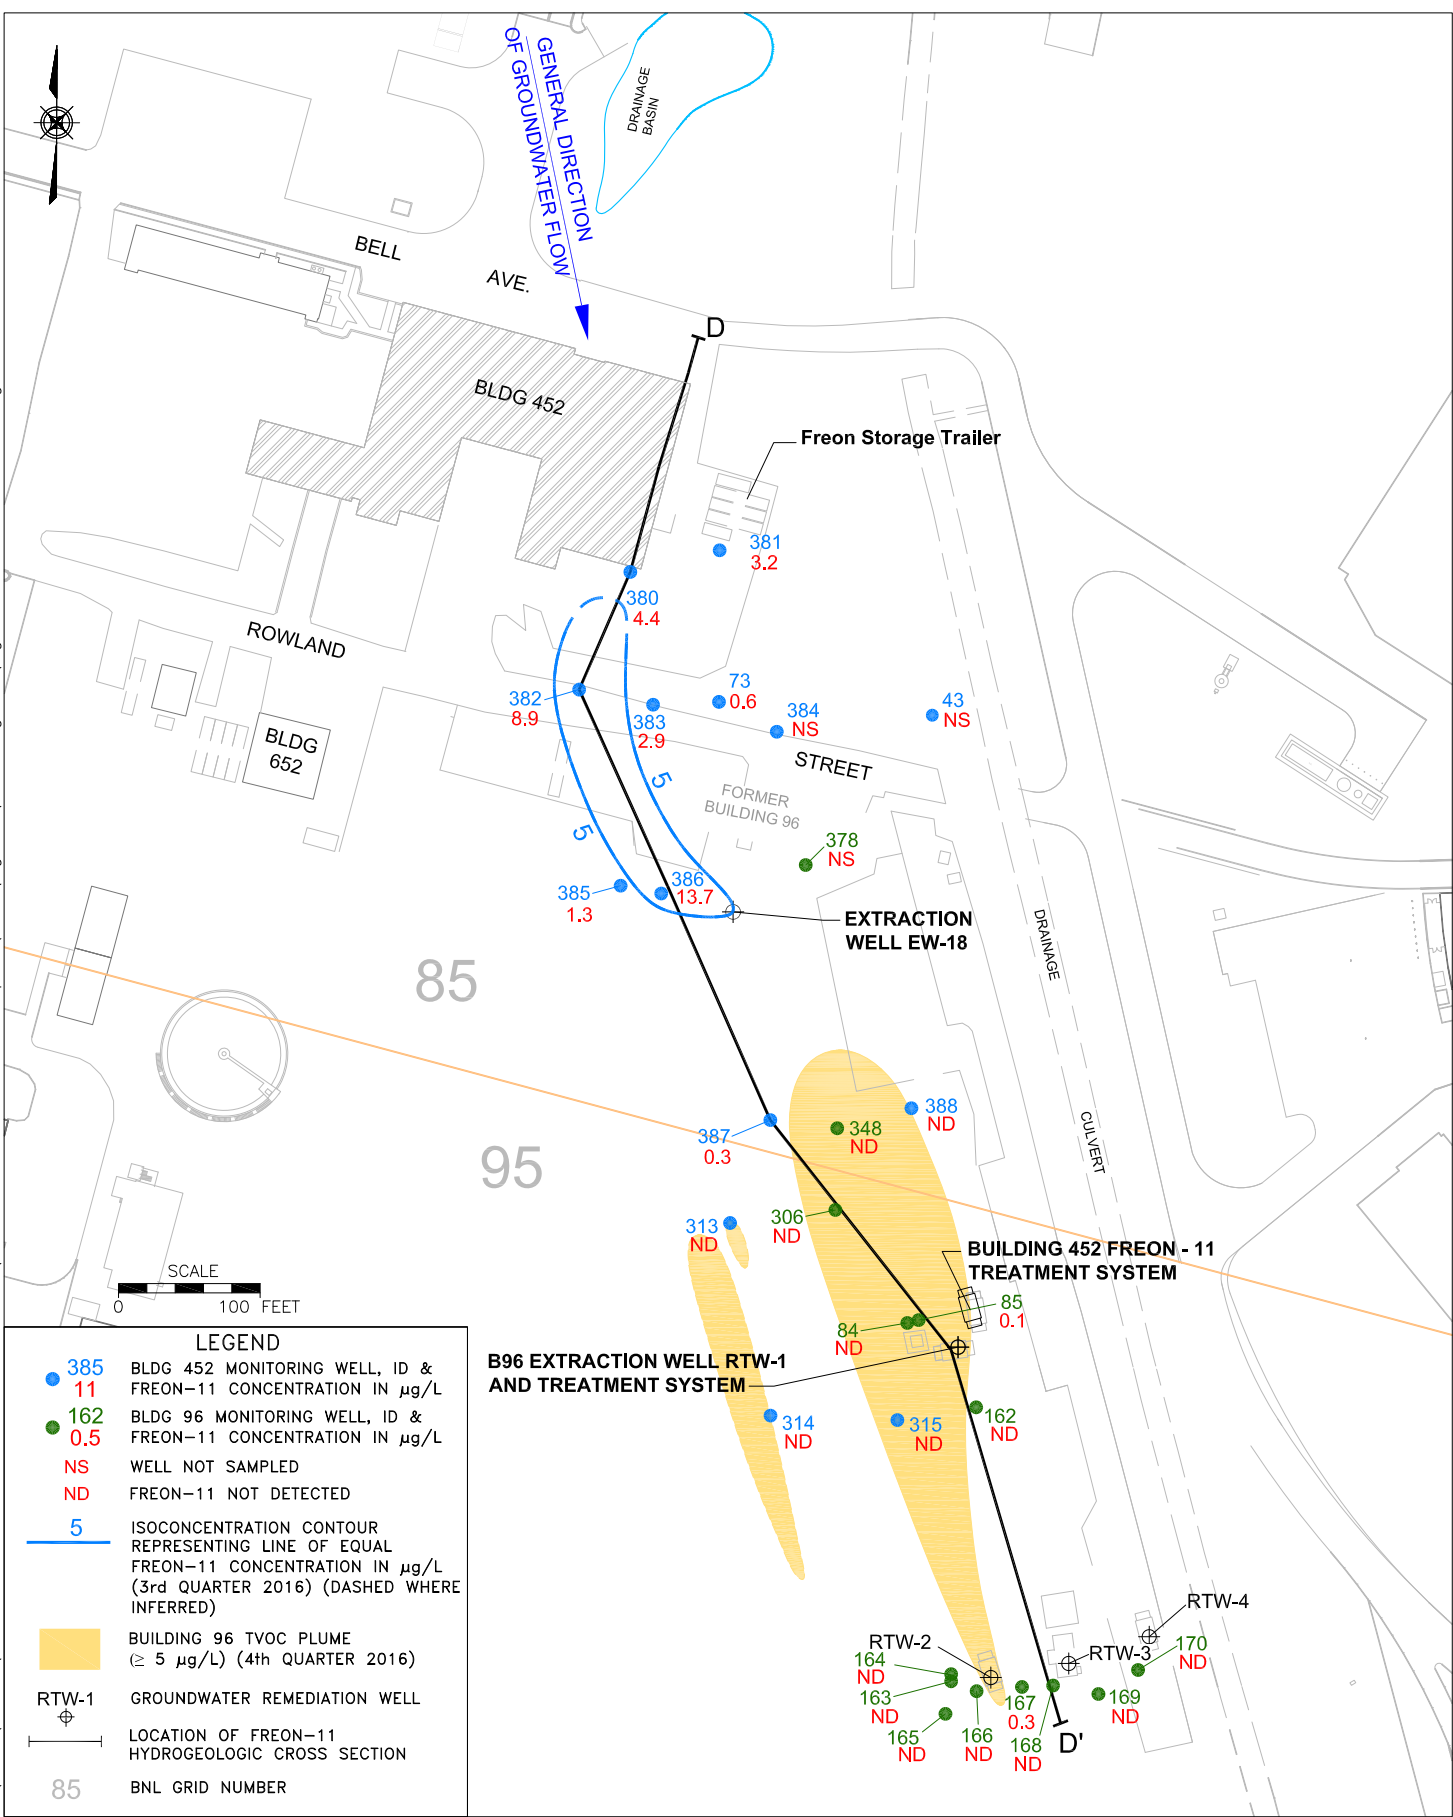 GENERAL DIRECTION
OF GROUNDWATER FLOW
DRAINAGE
BASIN
BELL
AVE.
D
BLDG 452
Freon Storage Trailer
381
3.2
380
4.4
ROWLAND
382
8.9
383
2.9
73
0.6
384
NS
43
NS
STREET
BLDG
652
5
5
FORMER
BUILDING 96
378
NS
385
1.3
386
13.7
EXTRACTION
WELL EW-18
DRAINAGE
CULVERT
85
95
387
0.3
388
ND
348
ND
306
ND
313
ND
BUILDING 452 FREON - 11
TREATMENT SYSTEM
85
0.1
84
ND
B96 EXTRACTION WELL RTW-1
AND TREATMENT SYSTEM
314
ND
315
ND
162
ND
RTW-4
RTW-2
RTW-3
170
ND
164
ND
163
ND
165
ND
166
ND
167
0.3
168
ND
169
ND
D'
SCALE
0 100 FEET
LEGEND
385
11
BLDG 452 MONITORING WELL, ID &
FREON-11 CONCENTRATION IN µg/L
162
0.5
BLDG 96 MONITORING WELL, ID &
FREON-11 CONCENTRATION IN µg/L
NS WELL NOT SAMPLED
ND FREON-11 NOT DETECTED
5
ISOCONCENTRATION CONTOUR
REPRESENTING LINE OF EQUAL
FREON-11 CONCENTRATION IN µg/L
(3rd QUARTER 2016) (DASHED WHERE
INFERRED)
BUILDING 96 TVOC PLUME
(≥ 5 µg/L) (4th QUARTER 2016)
RTW-1 GROUNDWATER REMEDIATION WELL
LOCATION OF FREON-11
HYDROGEOLOGIC CROSS SECTION
85 BNL GRID NUMBER